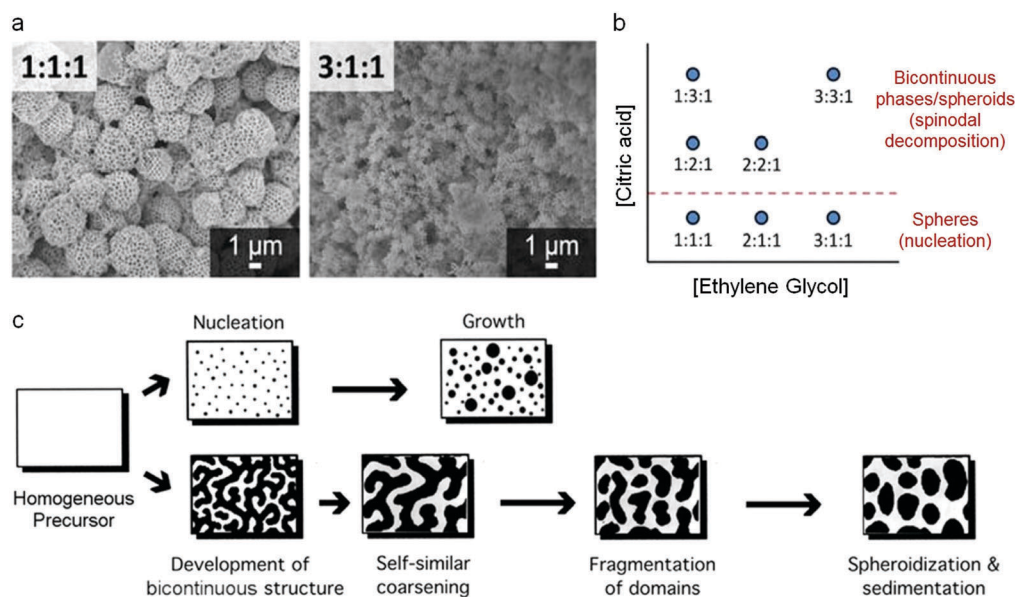 a
1:1:1
1 µm
3:1:1
1 µm
b
[Citric acid]
1:3:1
3:3:1
1:2:1
2:2:1
1:1:1
2:1:1
3:1:1
[Ethylene Glycol]
Bicontinuous
phases/spheroids
(spinodal
decomposition)
Spheres
(nucleation)
c
Nucleation
Growth
Homogeneous
Precursor
Development of
bicontinuous structure
Self-similar
coarsening
Fragmentation
of domains
Spheroidization &
sedimentation